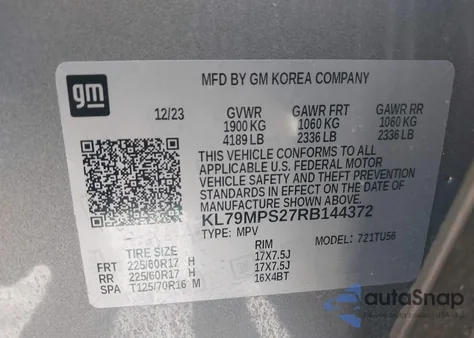 gm
MFD BY GM KOREA COMPANY
12/23 GVWR GAWR FRT GAWR RR
1900 KG 1060 KG 1060 KG
4189 LB 2336 LB 2336 LB
THIS VEHICLE CONFORMS TO ALL
APPLICABLE U.S. FEDERAL MOTOR
VEHICLE SAFETY AND THEFT PREVENTION
STANDARDS IN EFFECT ON THE DATE OF
MANUFACTURE SHOWN ABOVE.
KL79MPS27RB144372
TYPE: MPV MODEL: 721TU56
TIRE SIZE RIM
FRT 225/60R17 H 17X7.5J
RR 225/60R17 H 17X7.5J
SPA T125/70R16 M 16X4BT
autoSnap